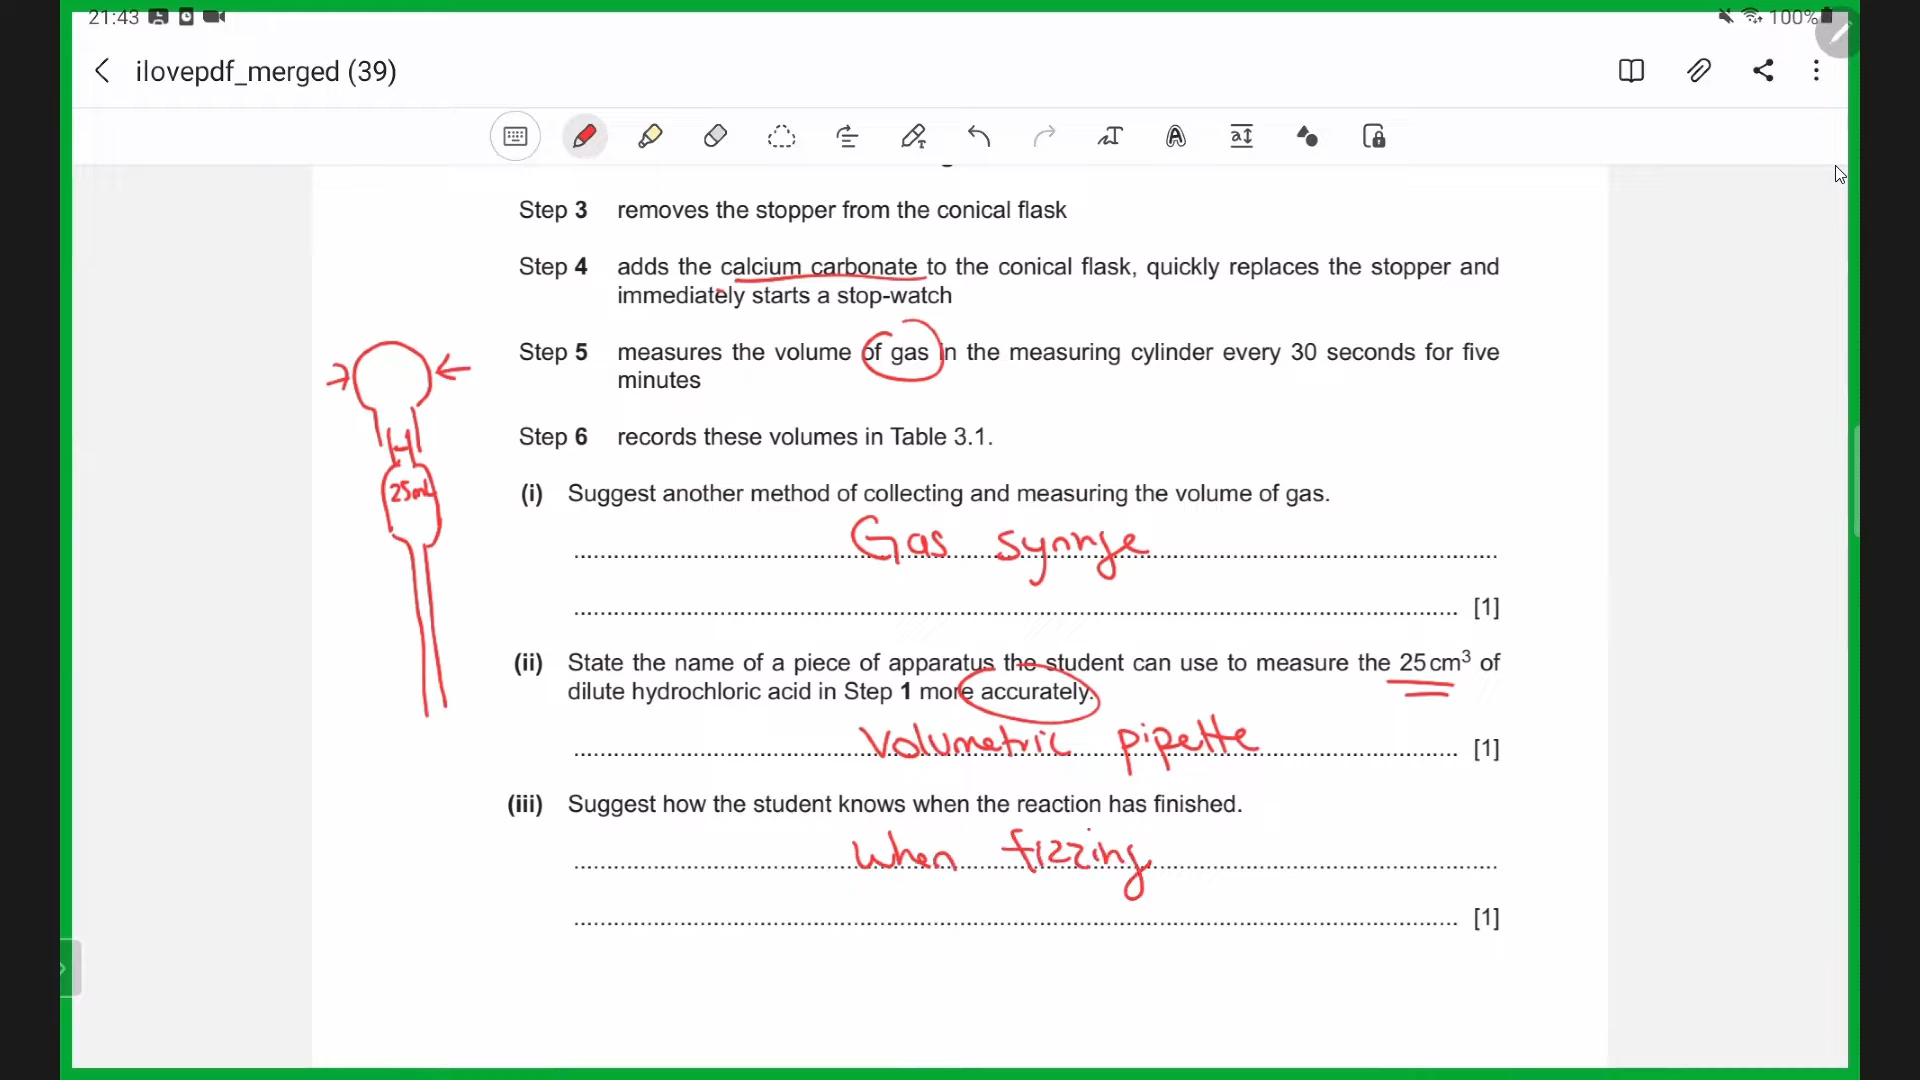 21:43
100%
ilovepdf_merged (39)
Step 3 removes the stopper from the conical flask
Step 4 adds the calcium carbonate to the conical flask, quickly replaces the stopper and
immediately starts a stop-watch
Step 5 measures the volume of gas in the measuring cylinder every 30 seconds for five
minutes
Step 6 records these volumes in Table 3.1.
25mL
(i) Suggest another method of collecting and measuring the volume of gas.
Gas syringe
[1]
(ii) State the name of a piece of apparatus the student can use to measure the 25 cm³ of
dilute hydrochloric acid in Step 1 more accurately.
Volumetric pipette
[1]
(iii) Suggest how the student knows when the reaction has finished.
When fizzing
[1]